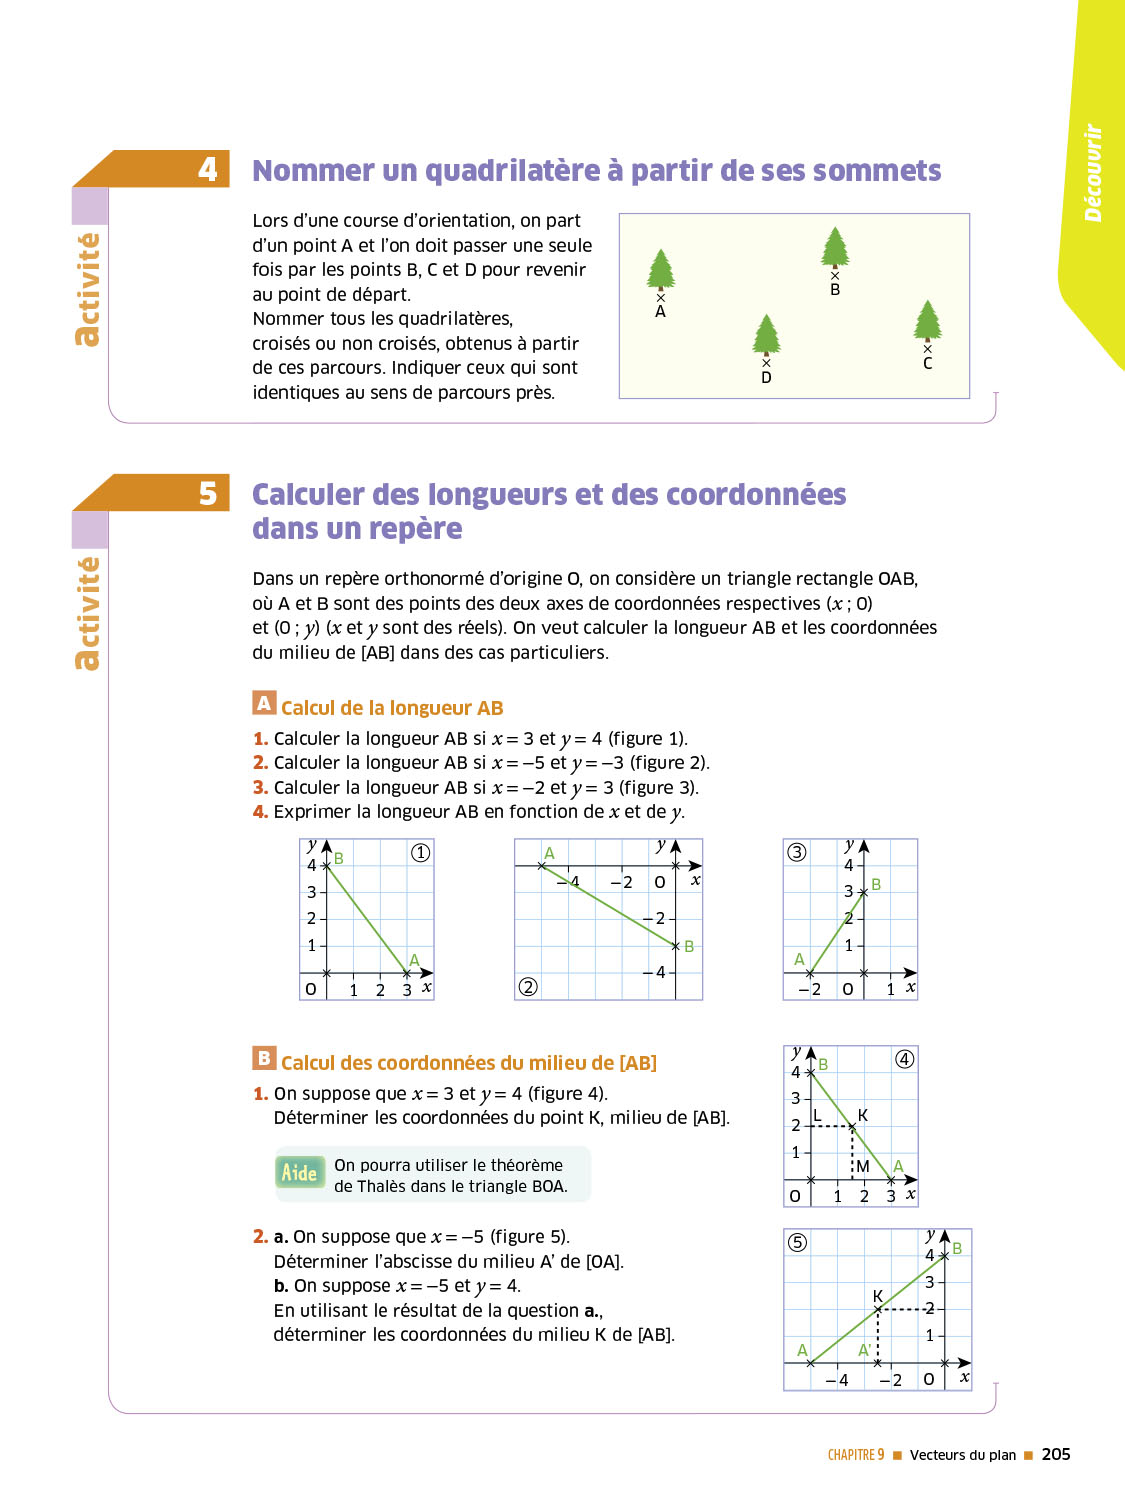 Découvrir
activité
4
Nommer un quadrilatère à partir de ses sommets
Lors d'une course d'orientation, on part
d'un point A et l'on doit passer une seule
fois par les points B, C et D pour revenir
au point de départ.
Nommer tous les quadrilatères,
croisés ou non croisés, obtenus à partir
de ces parcours. Indiquer ceux qui sont
identiques au sens de parcours près.
A
B
D
C
activité
5
Calculer des longueurs et des coordonnées
dans un repère
Dans un repère orthonormé d'origine O, on considère un triangle rectangle OAB,
où A et B sont des points des deux axes de coordonnées respectives (x ; 0)
et (0 ; y) (x et y sont des réels). On veut calculer la longueur AB et les coordonnées
du milieu de [AB] dans des cas particuliers.
A Calcul de la longueur AB
1. Calculer la longueur AB si x = 3 et y = 4 (figure 1).
2. Calculer la longueur AB si x = −5 et y = −3 (figure 2).
3. Calculer la longueur AB si x = −2 et y = 3 (figure 3).
4. Exprimer la longueur AB en fonction de x et de y.
y
①
4
B
3
2
1
A
O 1 2 3 x
A
y
−4 −2 O x
−2
B
−4
②
③
y
4
3
B
2
1
A
−2 O 1 x
B Calcul des coordonnées du milieu de [AB]
1. On suppose que x = 3 et y = 4 (figure 4).
Déterminer les coordonnées du point K, milieu de [AB].
Aide
On pourra utiliser le théorème
de Thalès dans le triangle BOA.
y
④
4
B
3
L K
2
1
M A
O 1 2 3 x
2. a. On suppose que x = −5 (figure 5).
Déterminer l'abscisse du milieu A' de [OA].
b. On suppose x = −5 et y = 4.
En utilisant le résultat de la question a.,
déterminer les coordonnées du milieu K de [AB].
⑤
y
4
B
3
K
2
1
A A'
−4 −2 O x
CHAPITRE 9 ■ Vecteurs du plan ■ 205